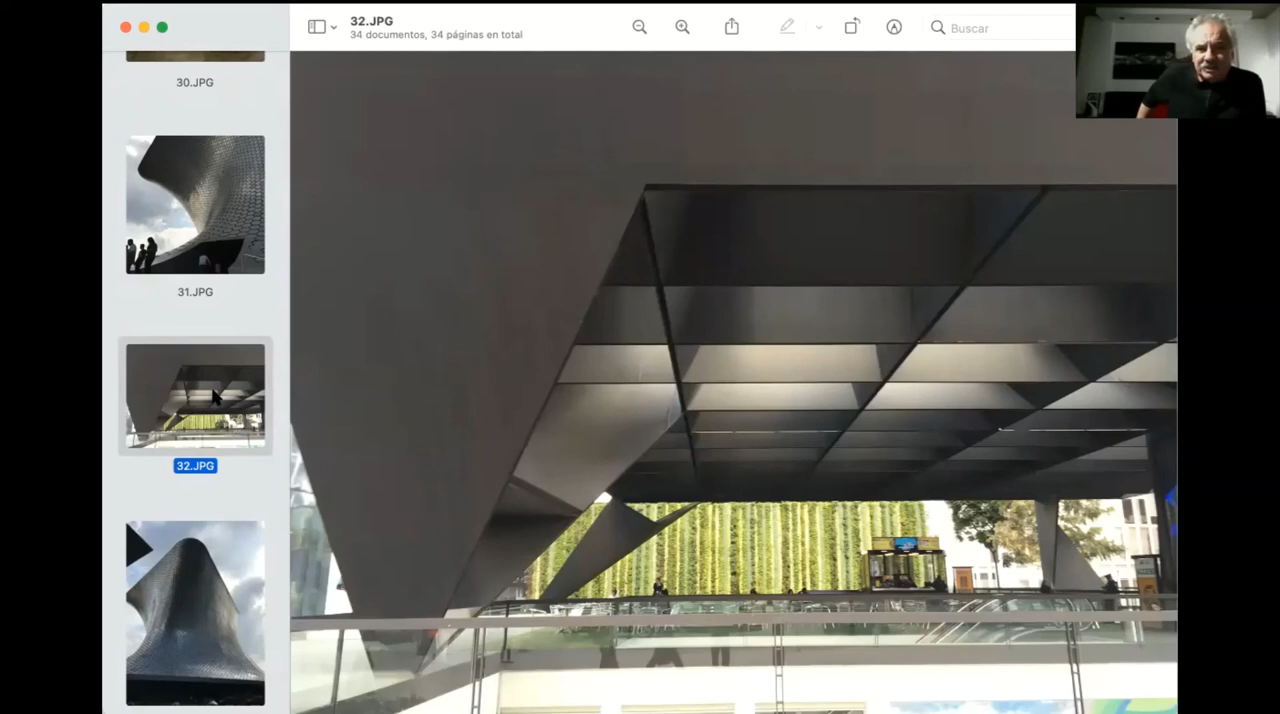 32.JPG
34 documentos, 34 páginas en total
Buscar
30.JPG
31.JPG
32.JPG